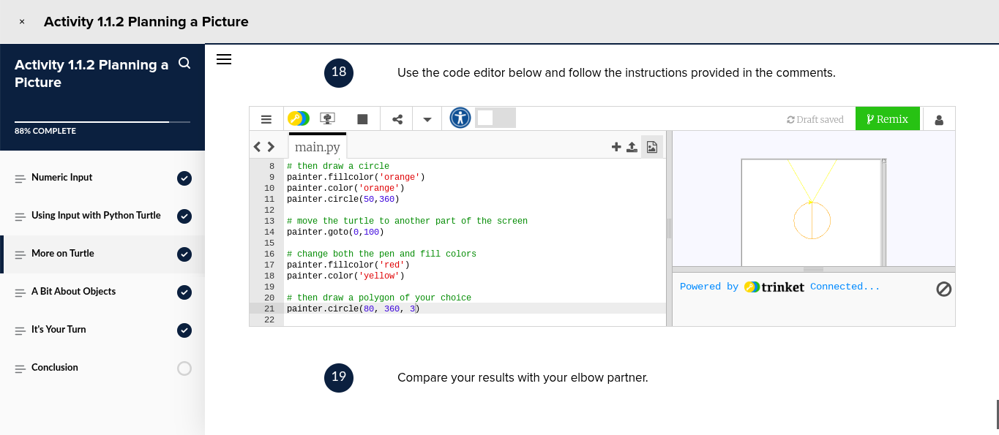 × Activity 1.1.2 Planning a Picture
Activity 1.1.2 Planning a
Picture
88% COMPLETE
Numeric Input
Using Input with Python Turtle
More on Turtle
A Bit About Objects
It's Your Turn
Conclusion
18 Use the code editor below and follow the instructions provided in the comments.
Draft saved
Remix
main.py
8 # then draw a circle
9 painter.fillcolor('orange')
10 painter.color('orange')
11 painter.circle(50,360)
12
13 # move the turtle to another part of the screen
14 painter.goto(0,100)
15
16 # change both the pen and fill colors
17 painter.fillcolor('red')
18 painter.color('yellow')
19
20 # then draw a polygon of your choice
21 painter.circle(80, 360, 3)
22
Powered by trinket Connected...
19 Compare your results with your elbow partner.